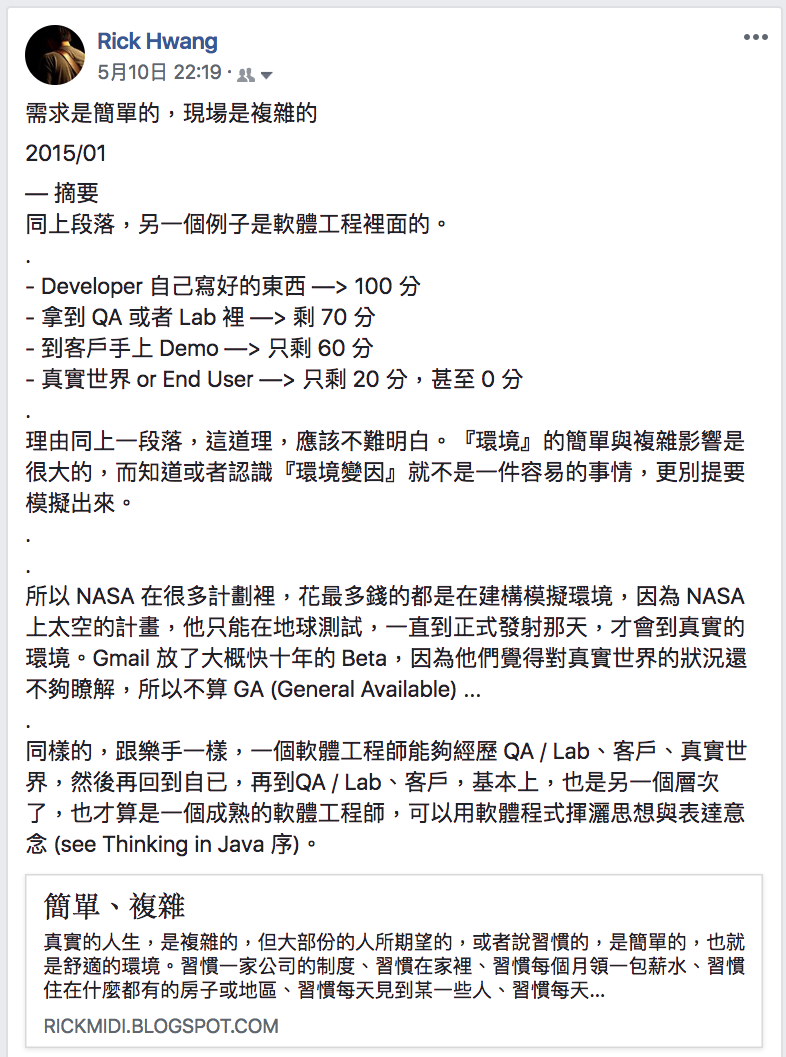 Rick Hwang
5月10日 22:19 ·
需求是簡單的，現場是複雜的
2015/01
— 摘要
同上段落，另一個例子是軟體工程裡面的。
.
- Developer 自己寫好的東西 —> 100 分
- 拿到 QA 或者 Lab 裡 —> 剩 70 分
- 到客戶手上 Demo —> 只剩 60 分
- 真實世界 or End User —> 只剩 20 分，甚至 0 分
.
理由同上一段落，這道理，應該不難明白。『環境』的簡單與複雜影響是
很大的，而知道或者認識『環境變因』就不是一件容易的事情，更別提要
模擬出來。
.
.
所以 NASA 在很多計劃裡，花最多錢的都是在建構模擬環境，因為 NASA
上太空的計畫，他只能在地球測試，一直到正式發射那天，才會到真實的
環境。Gmail 放了大概快十年的 Beta，因為他們覺得對真實世界的狀況還
不夠瞭解，所以不算 GA (General Available) ...
.
同樣的，跟樂手一樣，一個軟體工程師能夠經歷 QA / Lab、客戶、真實世
界，然後再回到自已，再到QA / Lab、客戶，基本上，也是另一個層次
了，也才算是一個成熟的軟體工程師，可以用軟體程式揮灑思想與表達意
念 (see Thinking in Java 序)。
簡單、複雜
真實的人生，是複雜的，但大部份的人所期望的，或者說習慣的，是簡單的，也就
是舒適的環境。習慣一家公司的制度、習慣在家裡、習慣每個月領一包薪水、習慣
住在什麼都有的房子或地區、習慣每天見到某一些人、習慣每天...
RICKMIDI.BLOGSPOT.COM